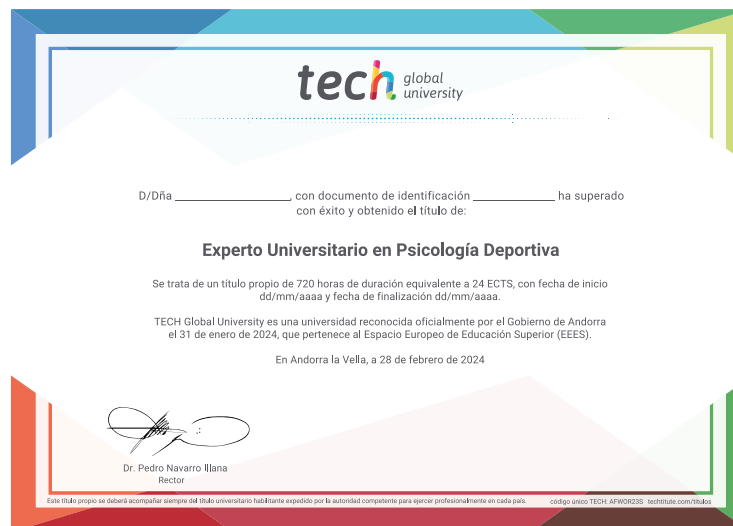 tech global university
D/Dña ____________________, con documento de identificación ______________ ha superado
con éxito y obtenido el título de:
Experto Universitario en Psicología Deportiva
Se trata de un título propio de 720 horas de duración equivalente a 24 ECTS, con fecha de inicio
dd/mm/aaaa y fecha de finalización dd/mm/aaaa.
TECH Global University es una universidad reconocida oficialmente por el Gobierno de Andorra
el 31 de enero de 2024, que pertenece al Espacio Europeo de Educación Superior (EEES).
En Andorra la Vella, a 28 de febrero de 2024
Dr. Pedro Navarro Illana
Rector
Este título propio se deberá acompañar siempre del título universitario habilitante expedido por la autoridad competente para ejercer profesionalmente en cada país. código único TECH: AFWOR23S techtitute.com/titulos